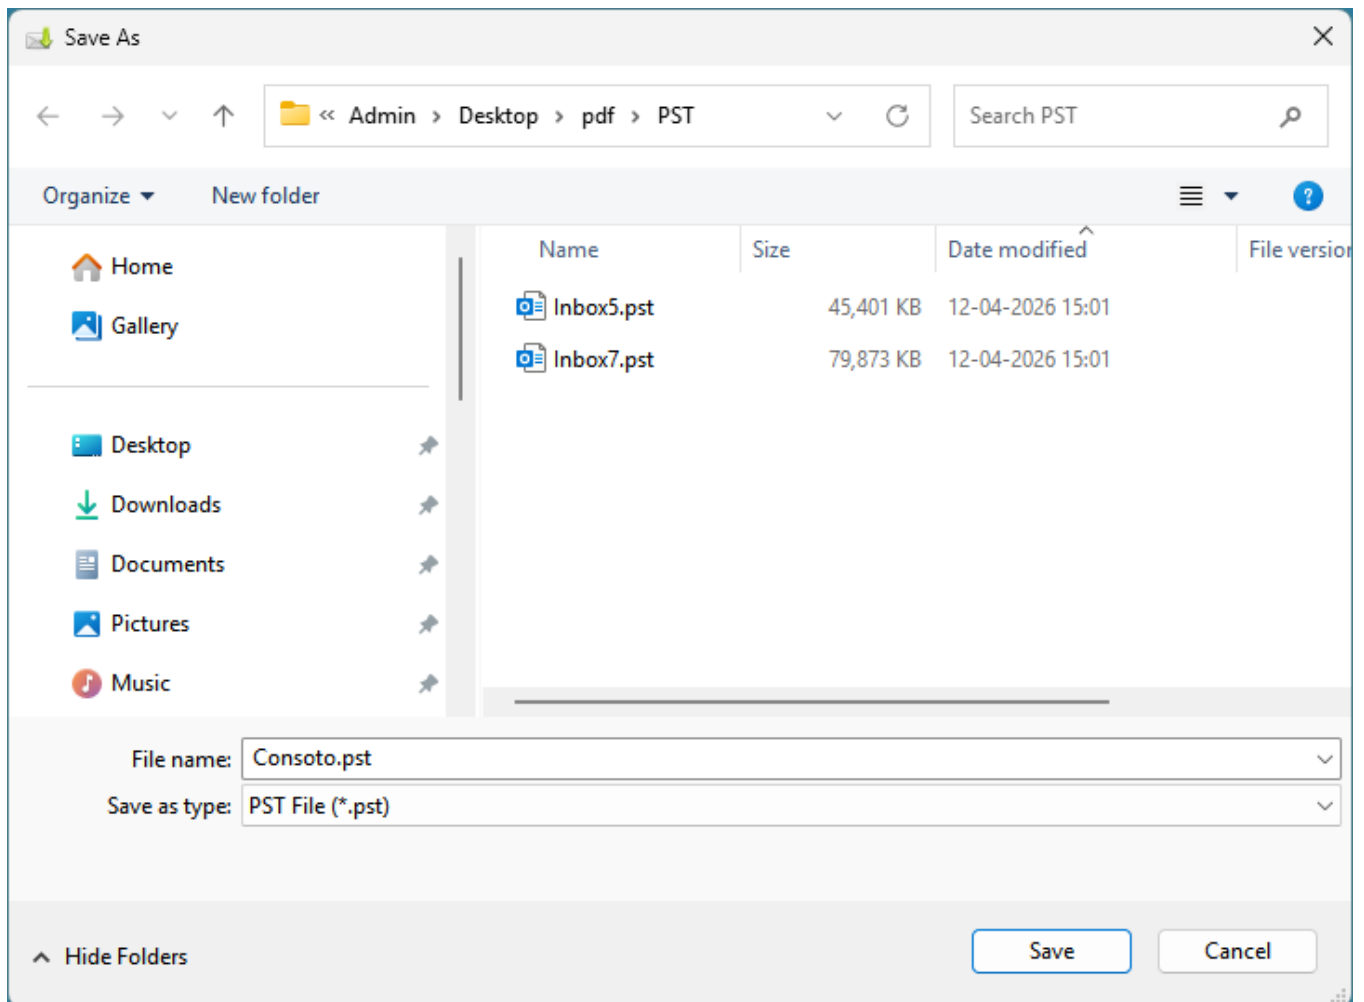 Save As
« Admin > Desktop > pdf > PST
Search PST
Organize
New folder
?
Name
Size
Date modified
File version
Home
Gallery
Desktop
Downloads
Documents
Pictures
Music
Inbox5.pst 45,401 KB 12-04-2026 15:01
Inbox7.pst 79,873 KB 12-04-2026 15:01
File name: Consoto.pst
Save as type: PST File (*.pst)
Hide Folders
Save
Cancel